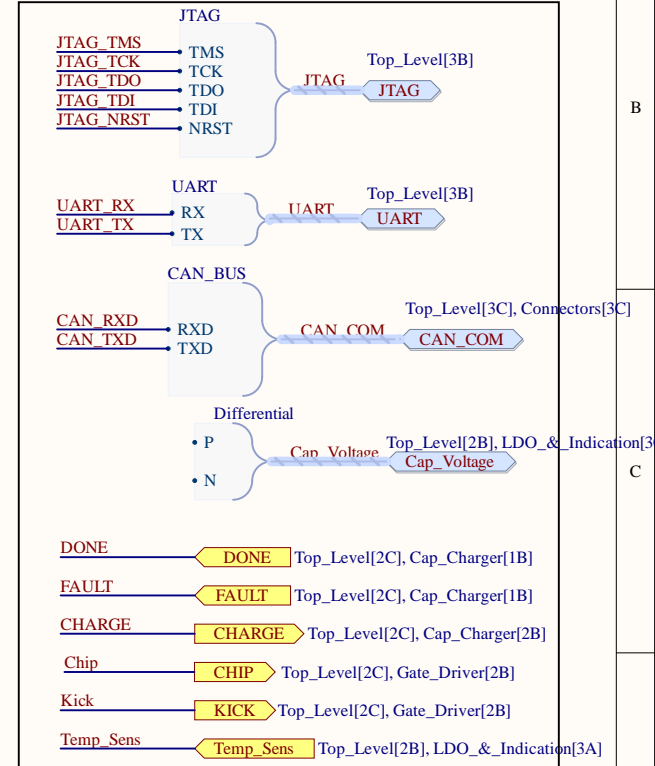 JTAG
JTAG_TMS
TMS
JTAG_TCK
TCK
JTAG_TDO
TDO
JTAG_TDI
TDI
JTAG_NRST
NRST
JTAG
Top_Level[3B]
JTAG
B
UART
UART_RX
RX
UART_TX
TX
UART
Top_Level[3B]
UART
CAN_BUS
CAN_RXD
RXD
CAN_TXD
TXD
CAN_COM
Top_Level[3C], Connectors[3C]
CAN_COM
Differential
P
N
Cap_Voltage
Top_Level[2B], LDO_&_Indication[3
Cap_Voltage
C
DONE
DONE
Top_Level[2C], Cap_Charger[1B]
FAULT
FAULT
Top_Level[2C], Cap_Charger[1B]
CHARGE
CHARGE
Top_Level[2C], Cap_Charger[2B]
Chip
CHIP
Top_Level[2C], Gate_Driver[2B]
Kick
KICK
Top_Level[2C], Gate_Driver[2B]
Temp_Sens
Temp_Sens
Top_Level[2B], LDO_&_Indication[3A]